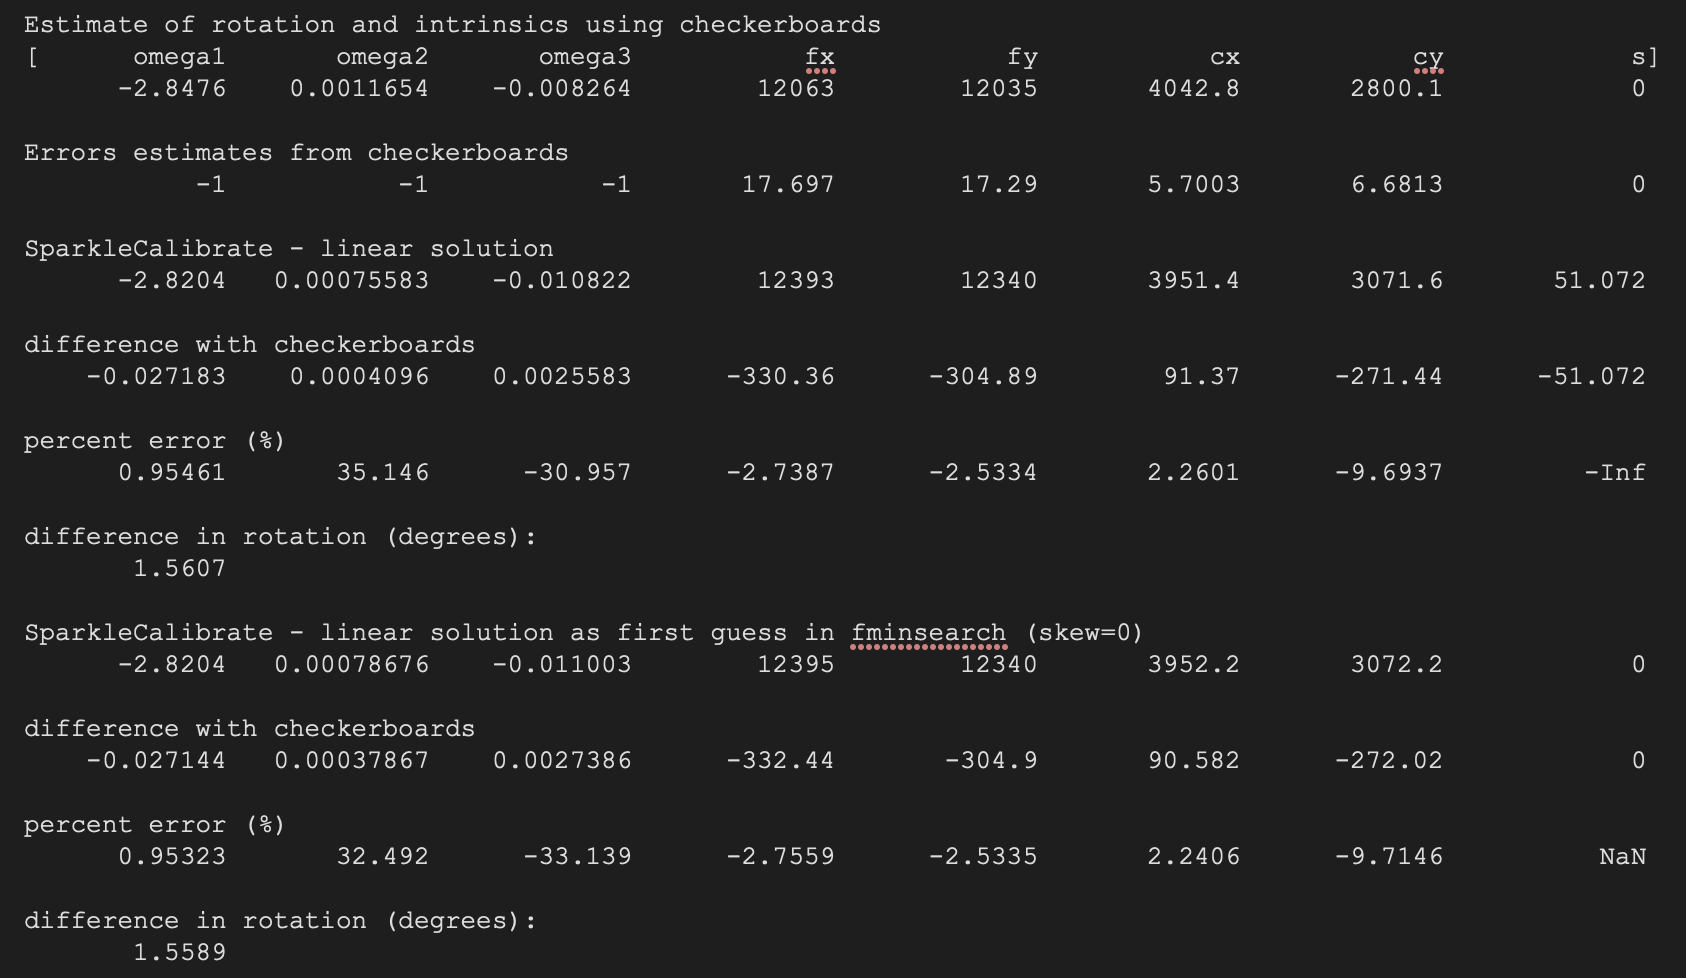 Estimate of rotation and intrinsics using checkerboards
[ omega1 omega2 omega3 fx fy cx cy s]
-2.8476 0.0011654 -0.008264 12063 12035 4042.8 2800.1 0
Errors estimates from checkerboards
-1 -1 -1 17.697 17.29 5.7003 6.6813 0
SparkleCalibrate - linear solution
-2.8204 0.00075583 -0.010822 12393 12340 3951.4 3071.6 51.072
difference with checkerboards
-0.027183 0.0004096 0.0025583 -330.36 -304.89 91.37 -271.44 -51.072
percent error (%)
0.95461 35.146 -30.957 -2.7387 -2.5334 2.2601 -9.6937 -Inf
difference in rotation (degrees):
1.5607
SparkleCalibrate - linear solution as first guess in fminsearch (skew=0)
-2.8204 0.00078676 -0.011003 12395 12340 3952.2 3072.2 0
difference with checkerboards
-0.027144 0.00037867 0.0027386 -332.44 -304.9 90.582 -272.02 0
percent error (%)
0.95323 32.492 -33.139 -2.7559 -2.5335 2.2406 -9.7146 NaN
difference in rotation (degrees):
1.5589